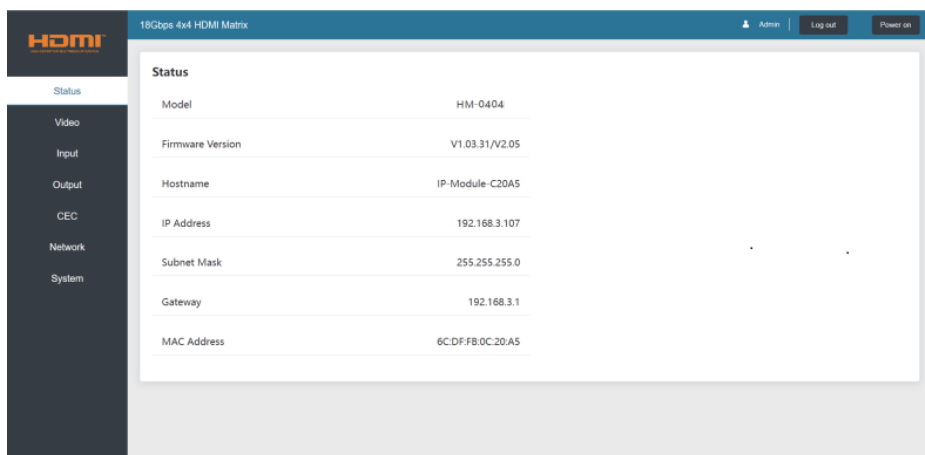 HDMI
18Gbps 4x4 HDMI Matrix
Admin
Log out
Power on
Status
Video
Input
Output
CEC
Network
System
Status
Model HM-0404
Firmware Version V1.03.31/V2.05
Hostname IP-Module-C20A5
IP Address 192.168.3.107
Subnet Mask 255.255.255.0
Gateway 192.168.3.1
MAC Address 6C:DF:FB:0C:20:A5